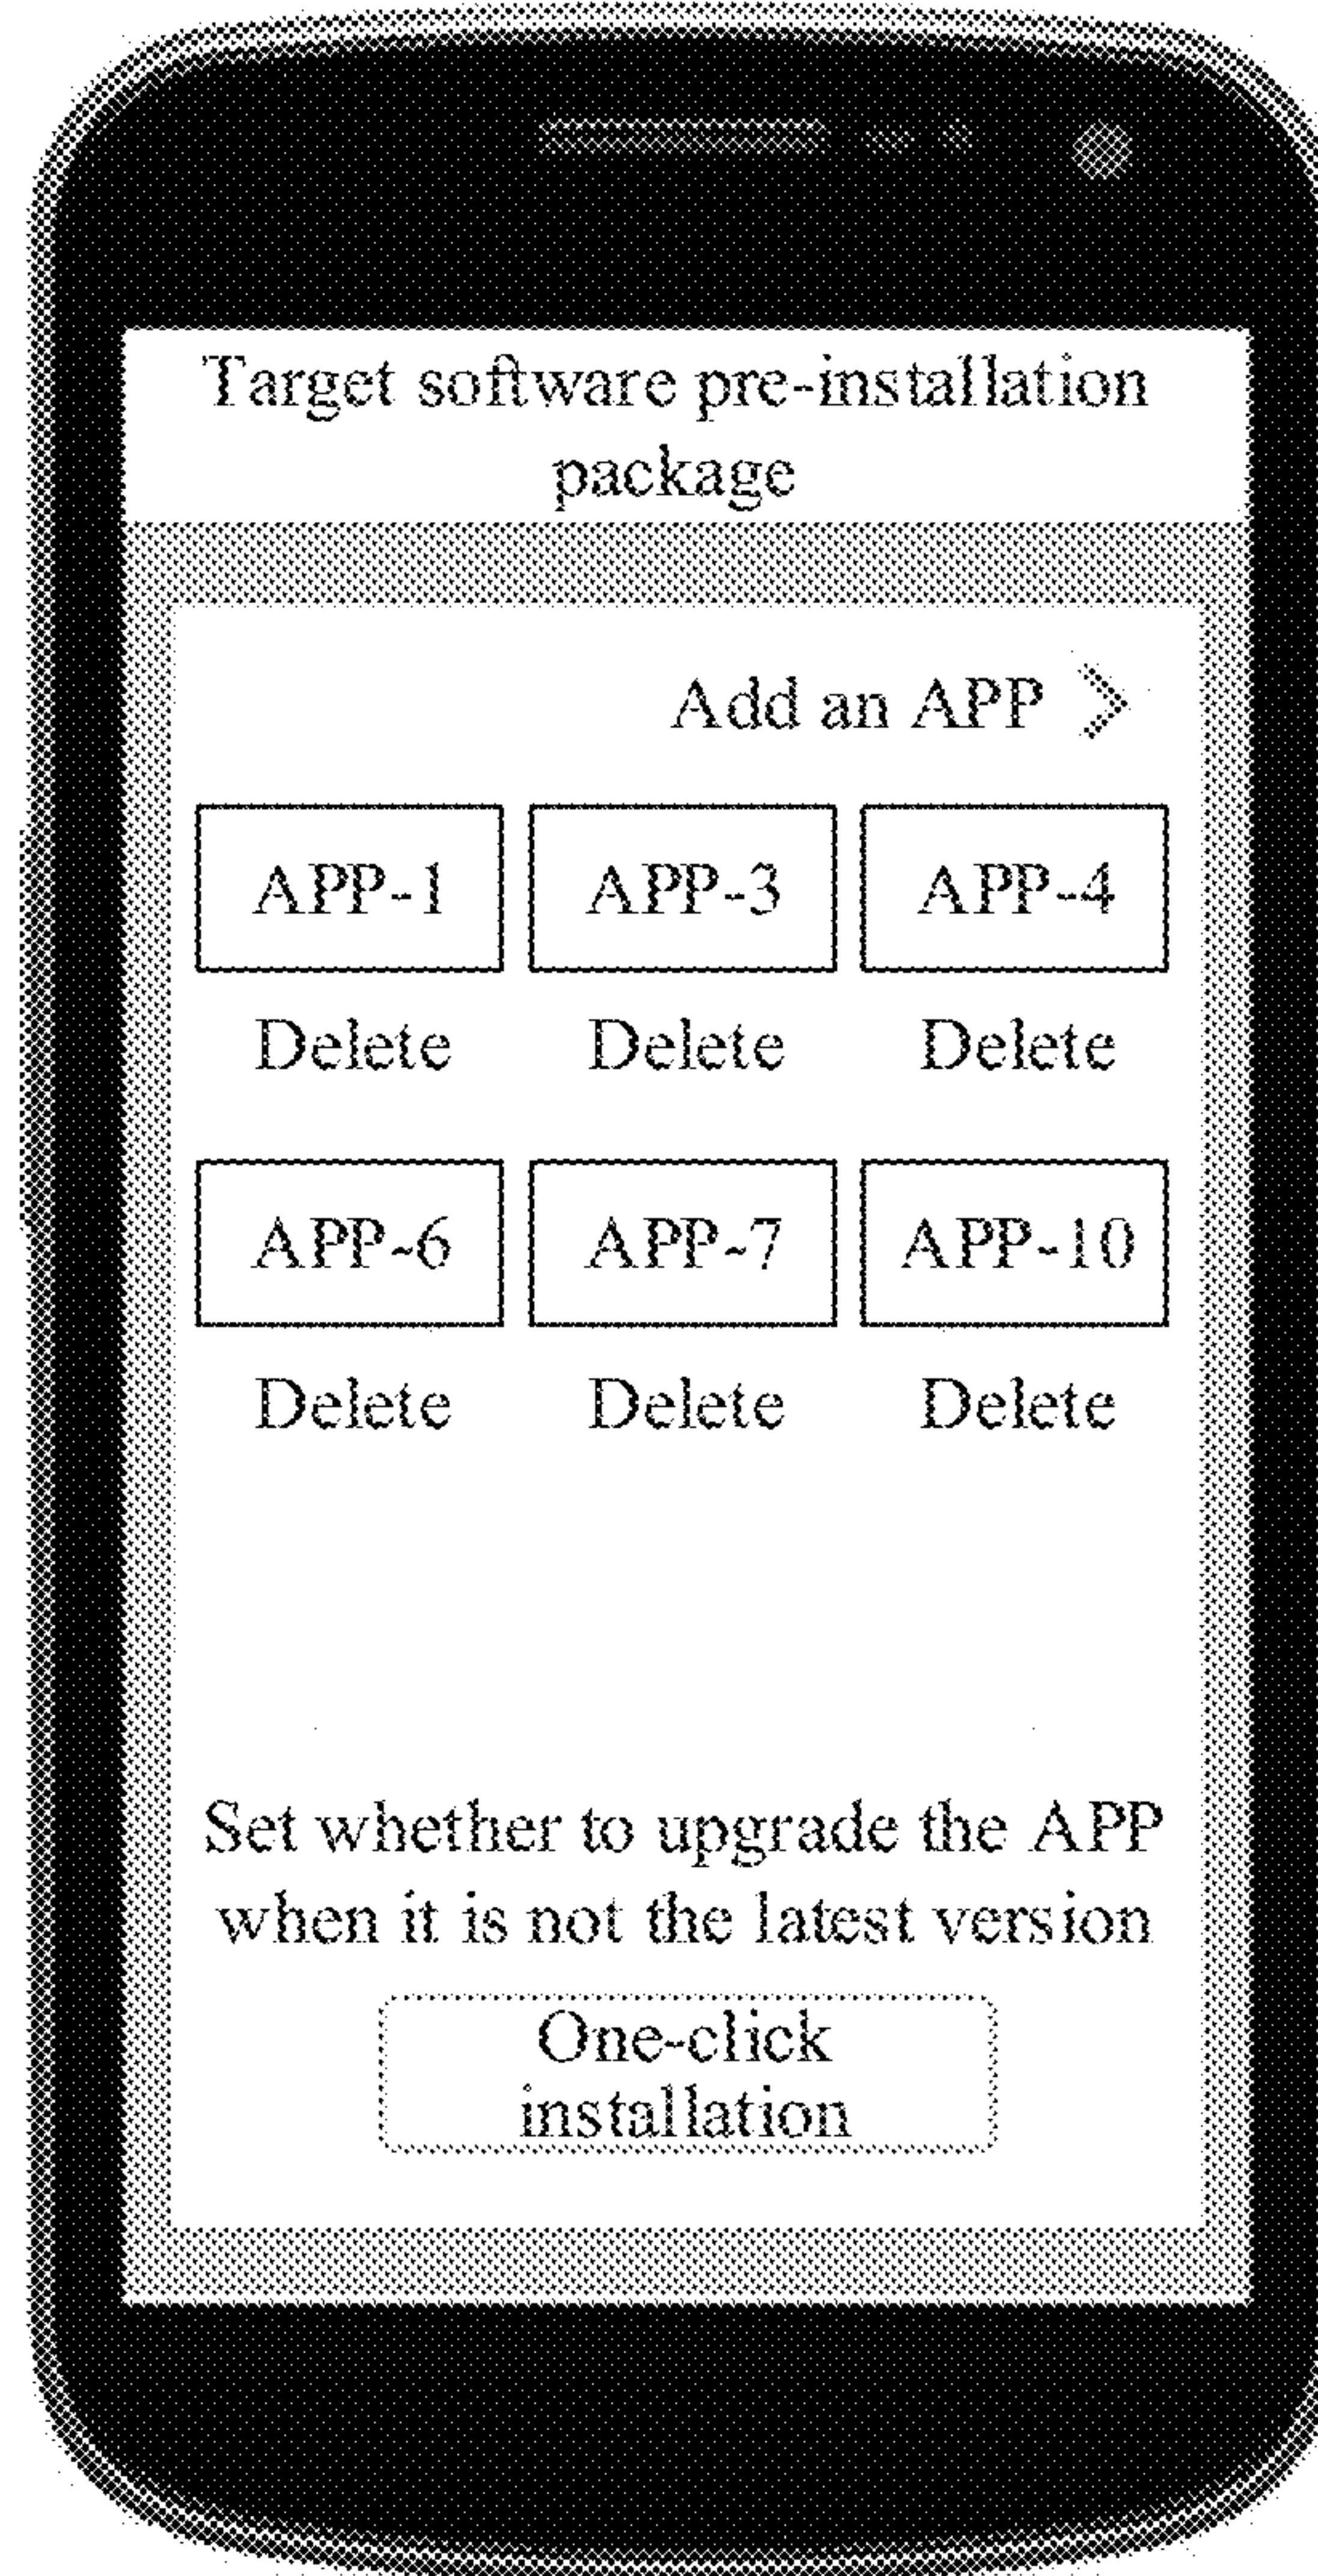 Target software pre-installation
package
Add an APP
APP-1 APP-3 APP-4
Delete Delete Delete
APP-6 APP-7 APP-10
Delete Delete Delete
Set whether to upgrade the APP
when it is not the latest version
One-click
installation